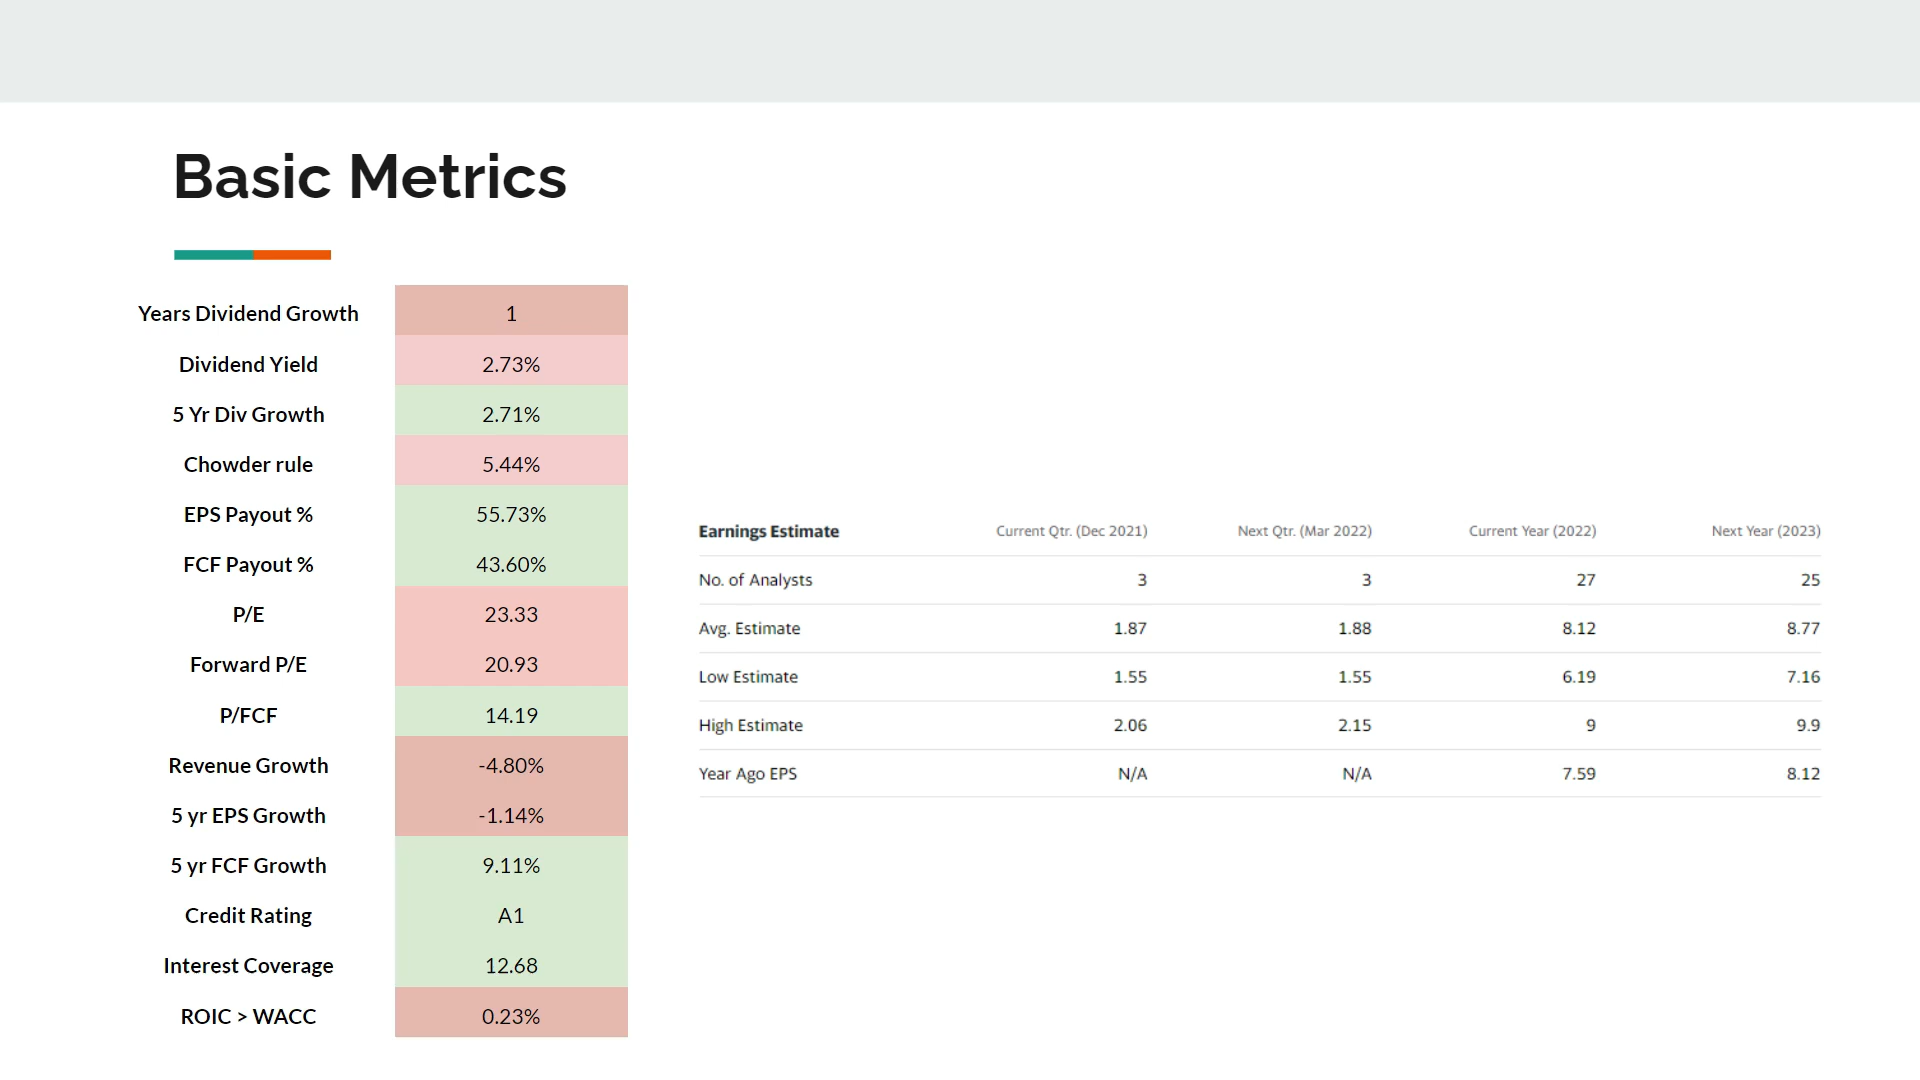 Basic Metrics
Years Dividend Growth 1
Dividend Yield 2.73%
5 Yr Div Growth 2.71%
Chowder rule 5.44%
EPS Payout % 55.73%
FCF Payout % 43.60%
P/E 23.33
Forward P/E 20.93
P/FCF 14.19
Revenue Growth -4.80%
5 yr EPS Growth -1.14%
5 yr FCF Growth 9.11%
Credit Rating A1
Interest Coverage 12.68
ROIC > WACC 0.23%
Earnings Estimate Current Qtr. (Dec 2021) Next Qtr. (Mar 2022) Current Year (2022) Next Year (2023)
No. of Analysts 3 3 27 25
Avg. Estimate 1.87 1.88 8.12 8.77
Low Estimate 1.55 1.55 6.19 7.16
High Estimate 2.06 2.15 9 9.9
Year Ago EPS N/A N/A 7.59 8.12